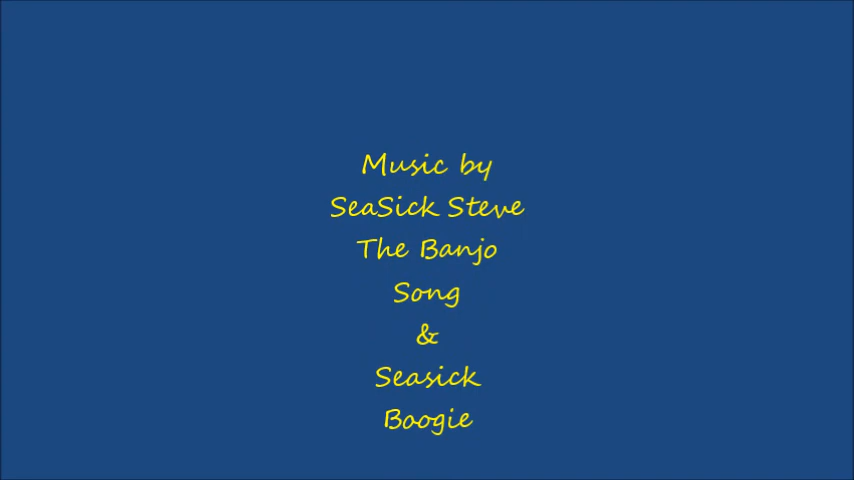 Music by
SeaSick Steve
The Banjo
Song
&
Seasick
Boogie